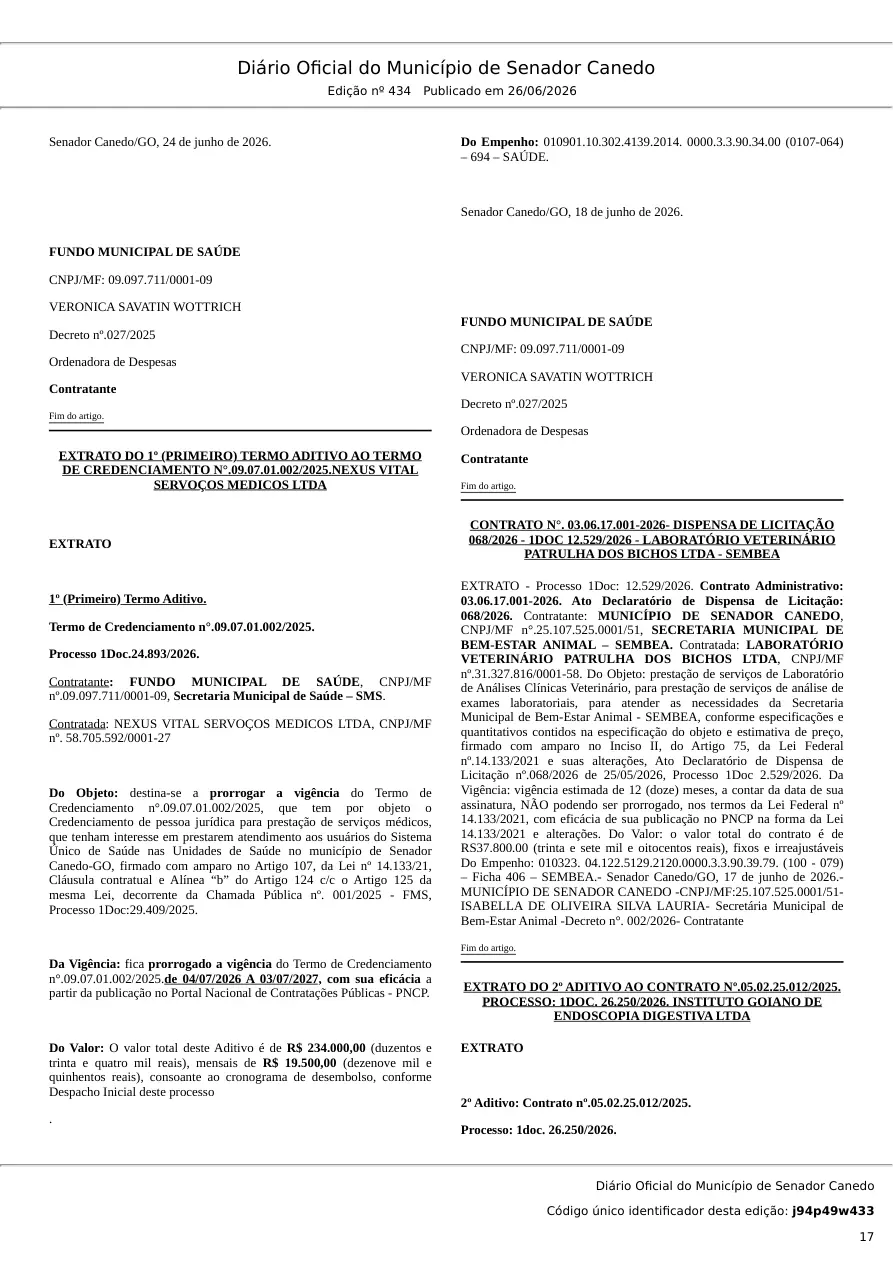 Diário Oficial do Município de Senador Canedo
Edição nº 434   Publicado em 26/06/2026
Senador Canedo/GO, 24 de junho de 2026.
FUNDO MUNICIPAL DE SAÚDE
CNPJ/MF: 09.097.711/0001-09
VERONICA SAVATIN WOTTRICH
Decreto nº.027/2025
Ordenadora de Despesas
Contratante
Fim do artigo.
EXTRATO DO 1º (PRIMEIRO) TERMO ADITIVO AO TERMO
DE CREDENCIAMENTO N°.09.07.01.002/2025.NEXUS VITAL
SERVOÇOS MEDICOS LTDA
EXTRATO
1º (Primeiro) Termo Aditivo.
Termo de Credenciamento n°.09.07.01.002/2025.
Processo 1Doc.24.893/2026.
Contratante: FUNDO MUNICIPAL DE SAÚDE, CNPJ/MF
nº.09.097.711/0001-09, Secretaria Municipal de Saúde – SMS.
Contratada: NEXUS VITAL SERVOÇOS MEDICOS LTDA, CNPJ/MF
nº. 58.705.592/0001-27
Do Objeto: destina-se a prorrogar a vigência do Termo de
Credenciamento n°.09.07.01.002/2025, que tem por objeto o
Credenciamento de pessoa jurídica para prestação de serviços médicos,
que tenham interesse em prestarem atendimento aos usuários do Sistema
Único de Saúde nas Unidades de Saúde no município de Senador
Canedo-GO, firmado com amparo no Artigo 107, da Lei nº 14.133/21,
Cláusula contratual e Alínea “b” do Artigo 124 c/c o Artigo 125 da
mesma Lei, decorrente da Chamada Pública nº. 001/2025 - FMS,
Processo 1Doc:29.409/2025.
Da Vigência: fica prorrogado a vigência do Termo de Credenciamento
n°.09.07.01.002/2025.de 04/07/2026 A 03/07/2027, com sua eficácia a
partir da publicação no Portal Nacional de Contratações Públicas - PNCP.
Do Valor: O valor total deste Aditivo é de R$ 234.000,00 (duzentos e
trinta e quatro mil reais), mensais de R$ 19.500,00 (dezenove mil e
quinhentos reais), consoante ao cronograma de desembolso, conforme
Despacho Inicial deste processo
.
Do Empenho: 010901.10.302.4139.2014. 0000.3.3.90.34.00 (0107-064)
– 694 – SAÚDE.
Senador Canedo/GO, 18 de junho de 2026.
FUNDO MUNICIPAL DE SAÚDE
CNPJ/MF: 09.097.711/0001-09
VERONICA SAVATIN WOTTRICH
Decreto nº.027/2025
Ordenadora de Despesas
Contratante
Fim do artigo.
CONTRATO N°. 03.06.17.001-2026- DISPENSA DE LICITAÇÃO
068/2026 - 1DOC 12.529/2026 - LABORATÓRIO VETERINÁRIO
PATRULHA DOS BICHOS LTDA - SEMBEA
EXTRATO - Processo 1Doc: 12.529/2026. Contrato Administrativo:
03.06.17.001-2026. Ato Declaratório de Dispensa de Licitação:
068/2026. Contratante: MUNICÍPIO DE SENADOR CANEDO,
CNPJ/MF n°.25.107.525.0001/51, SECRETARIA MUNICIPAL DE
BEM-ESTAR ANIMAL – SEMBEA. Contratada: LABORATÓRIO
VETERINÁRIO PATRULHA DOS BICHOS LTDA, CNPJ/MF
nº.31.327.816/0001-58. Do Objeto: prestação de serviços de Laboratório
de Análises Clínicas Veterinário, para prestação de serviços de análise de
exames laboratoriais, para atender as necessidades da Secretaria
Municipal de Bem-Estar Animal - SEMBEA, conforme especificações e
quantitativos contidos na especificação do objeto e estimativa de preço,
firmado com amparo no Inciso II, do Artigo 75, da Lei Federal
nº.14.133/2021 e suas alterações, Ato Declaratório de Dispensa de
Licitação nº.068/2026 de 25/05/2026, Processo 1Doc 2.529/2026. Da
Vigência: vigência estimada de 12 (doze) meses, a contar da data de sua
assinatura, NÃO podendo ser prorrogado, nos termos da Lei Federal nº
14.133/2021, com eficácia de sua publicação no PNCP na forma da Lei
14.133/2021 e alterações. Do Valor: o valor total do contrato é de
RS37.800.00 (trinta e sete mil e oitocentos reais), fixos e irreajustáveis
Do Empenho: 010323. 04.122.5129.2120.0000.3.3.90.39.79. (100 - 079)
– Ficha 406 – SEMBEA.- Senador Canedo/GO, 17 de junho de 2026.-
MUNICÍPIO DE SENADOR CANEDO -CNPJ/MF:25.107.525.0001/51-
ISABELLA DE OLIVEIRA SILVA LAURIA- Secretária Municipal de
Bem-Estar Animal -Decreto n°. 002/2026- Contratante
Fim do artigo.
EXTRATO DO 2º ADITIVO AO CONTRATO Nº.05.02.25.012/2025.
PROCESSO: 1DOC. 26.250/2026. INSTITUTO GOIANO DE
ENDOSCOPIA DIGESTIVA LTDA
EXTRATO
2º Aditivo: Contrato nº.05.02.25.012/2025.
Processo: 1doc. 26.250/2026.
Diário Oficial do Município de Senador Canedo
Código único identificador desta edição: j94p49w433
17